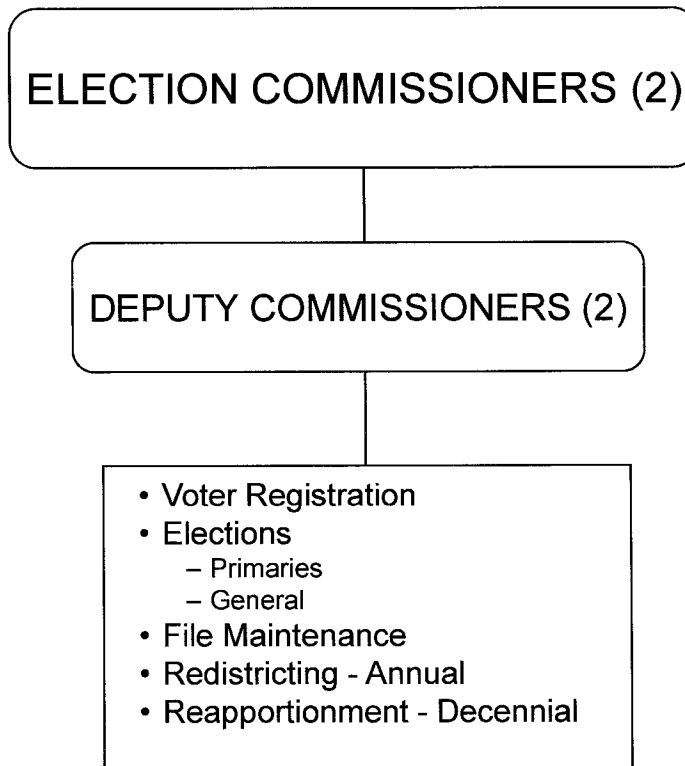 ELECTION COMMISSIONERS (2)
DEPUTY COMMISSIONERS (2)
• Voter Registration
• Elections
– Primaries
– General
• File Maintenance
• Redistricting - Annual
• Reapportionment - Decennial